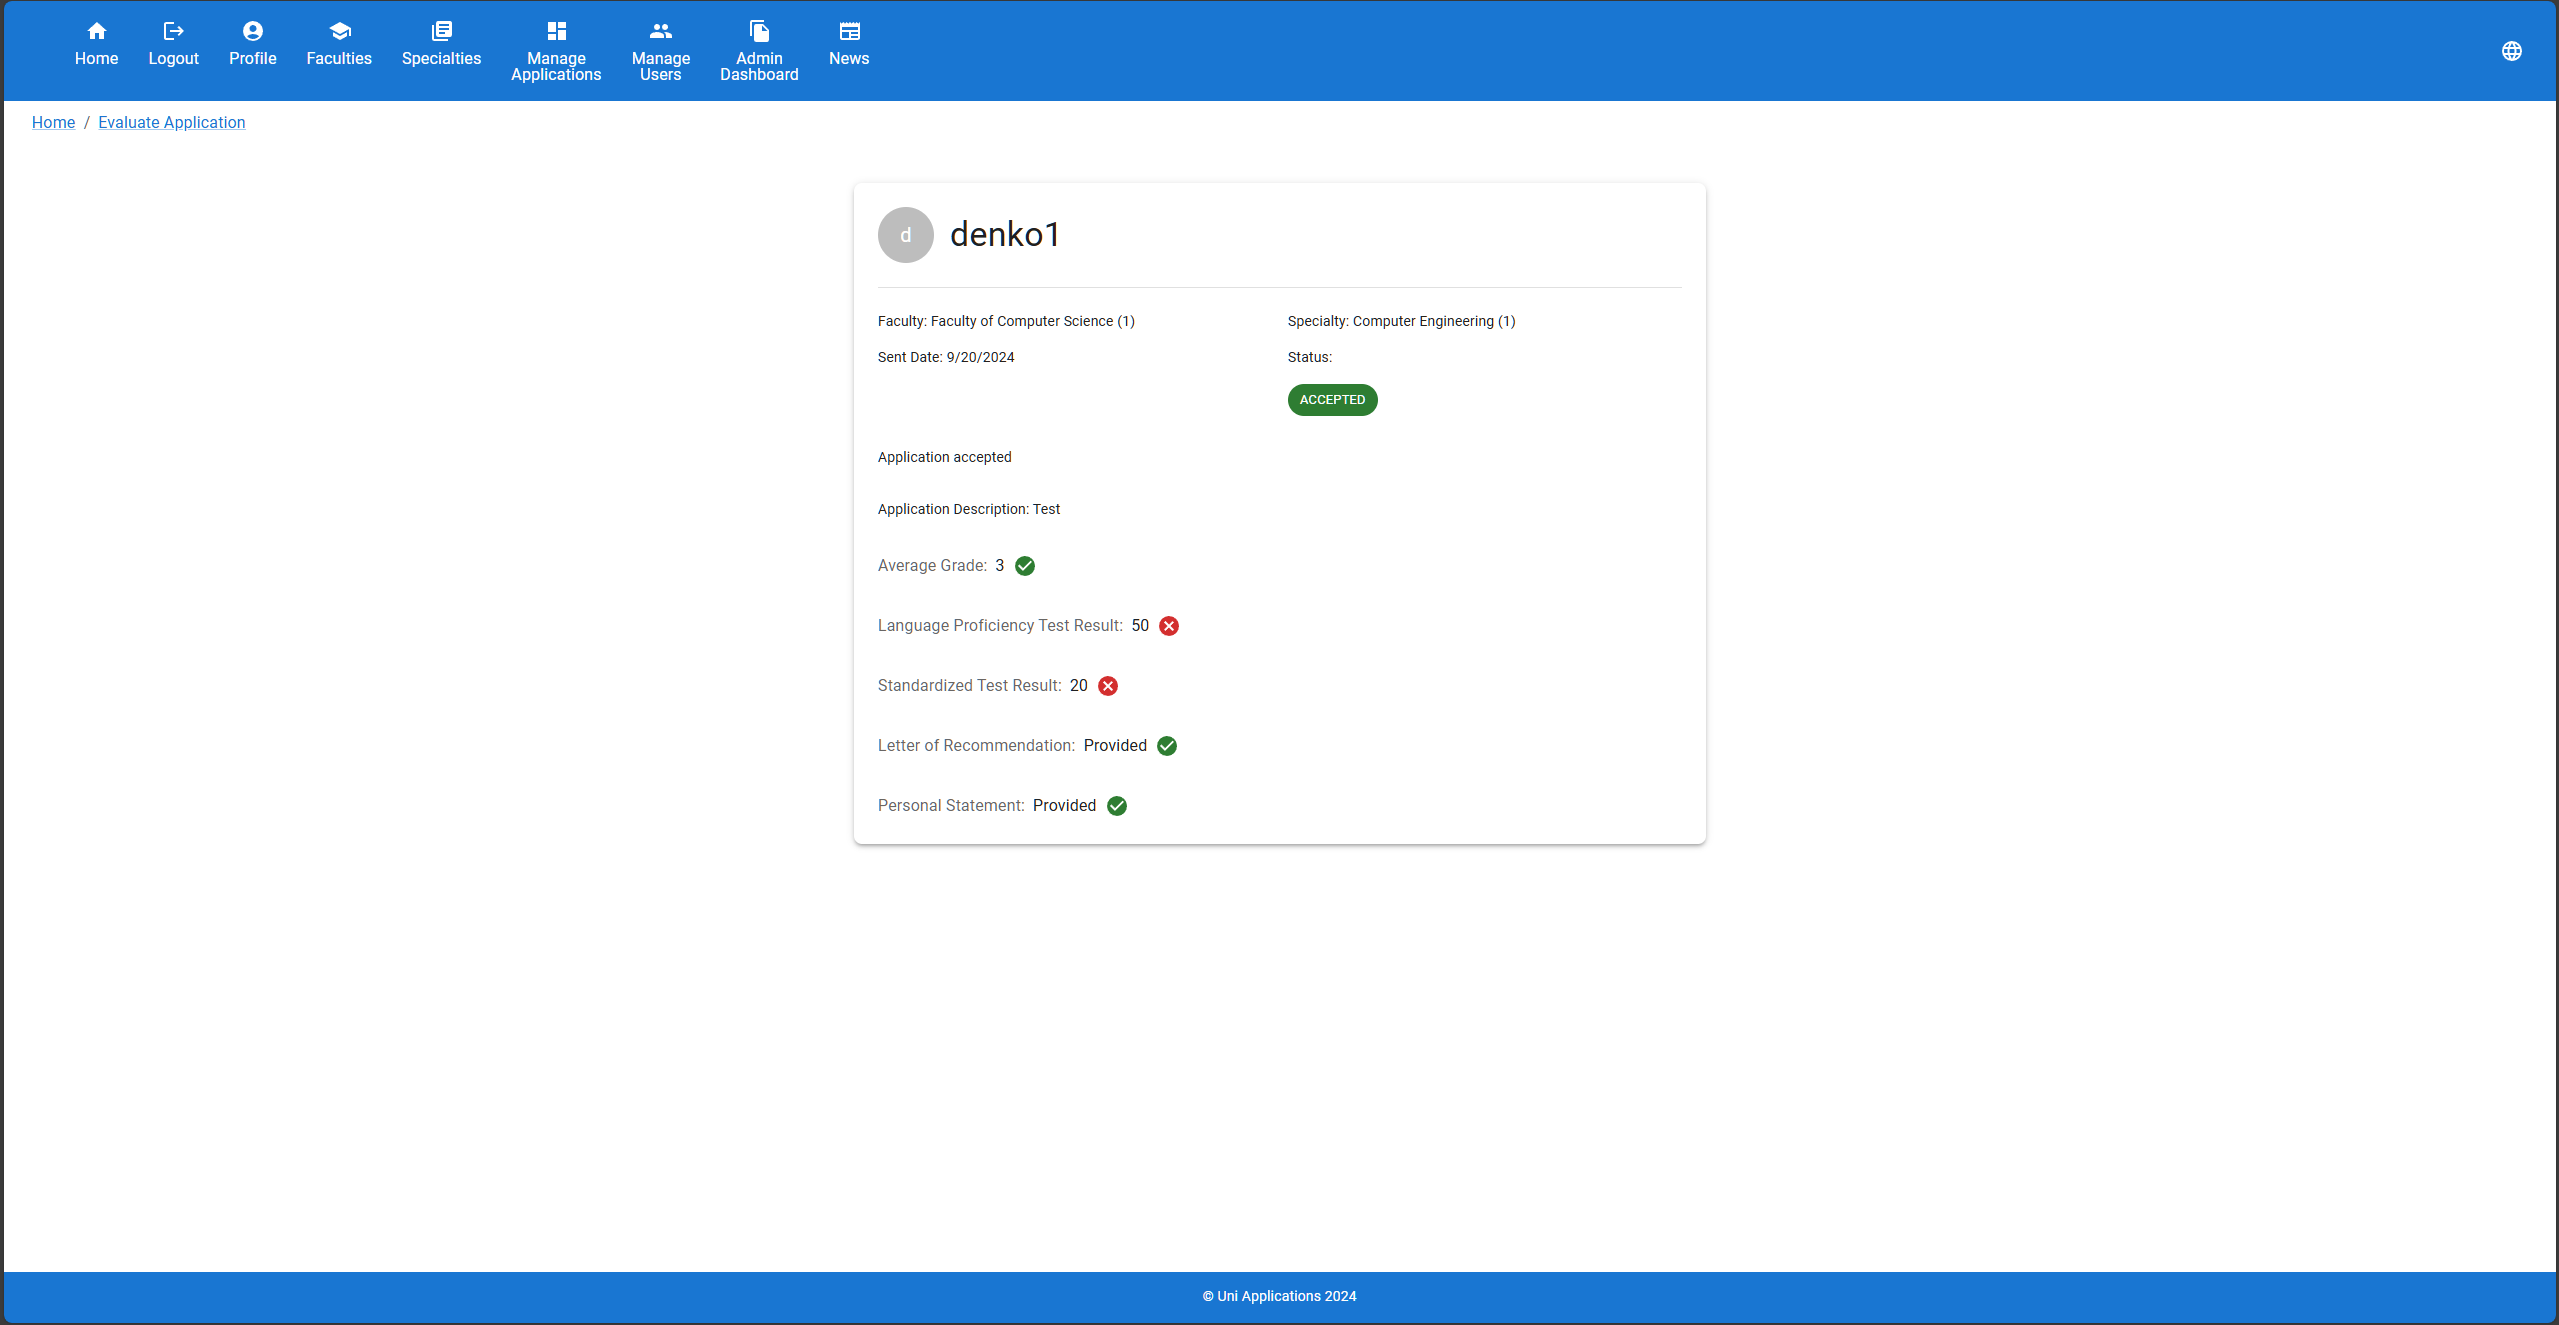 Home
Logout
Profile
Faculties
Specialties
Manage
Applications
Manage
Users
Admin
Dashboard
News
Home / Evaluate Application
d
denko1
Faculty: Faculty of Computer Science (1)
Specialty: Computer Engineering (1)
Sent Date: 9/20/2024
Status:
ACCEPTED
Application accepted
Application Description: Test
Average Grade: 3
Language Proficiency Test Result: 50
Standardized Test Result: 20
Letter of Recommendation: Provided
Personal Statement: Provided
© Uni Applications 2024